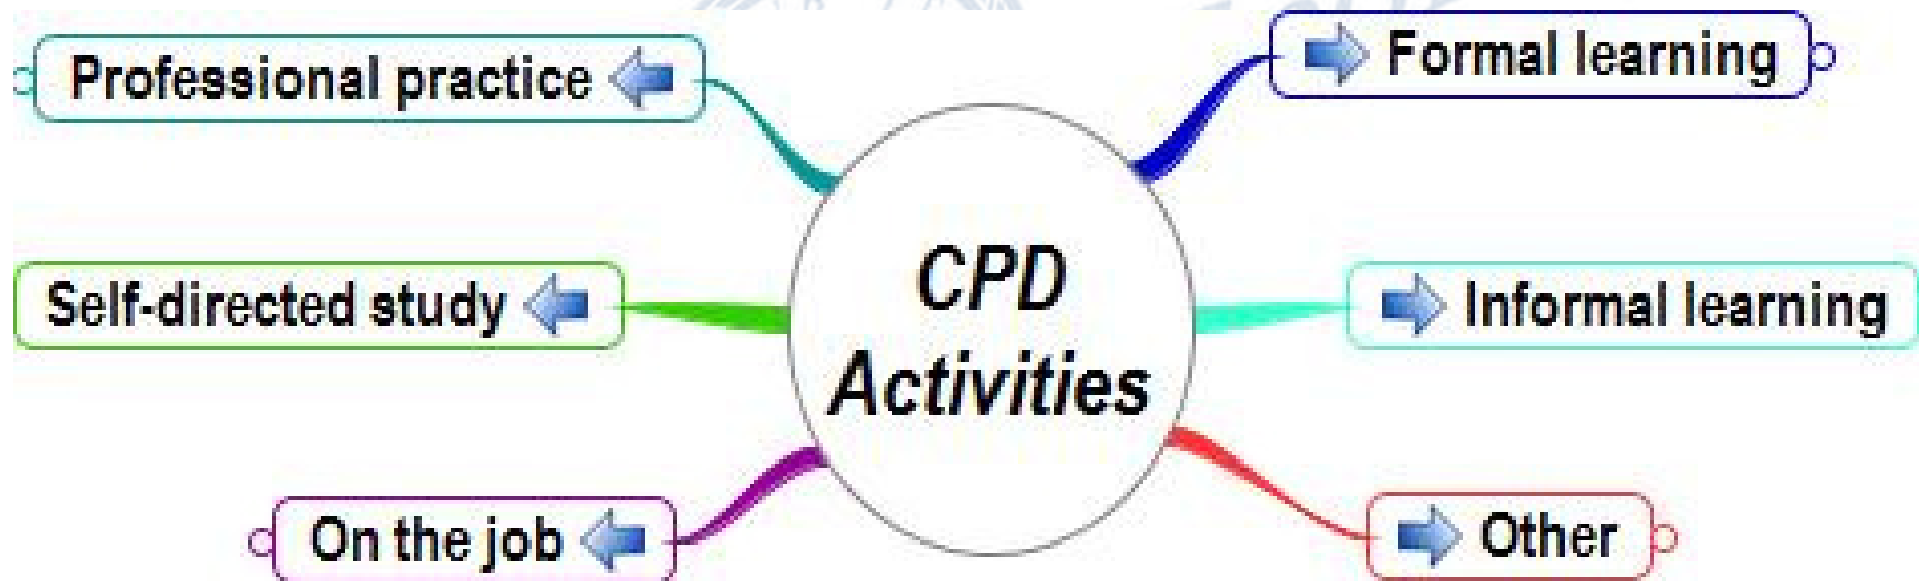 Professional practice
Formal learning
CPD
Activities
Self-directed study
Informal learning
On the job
Other